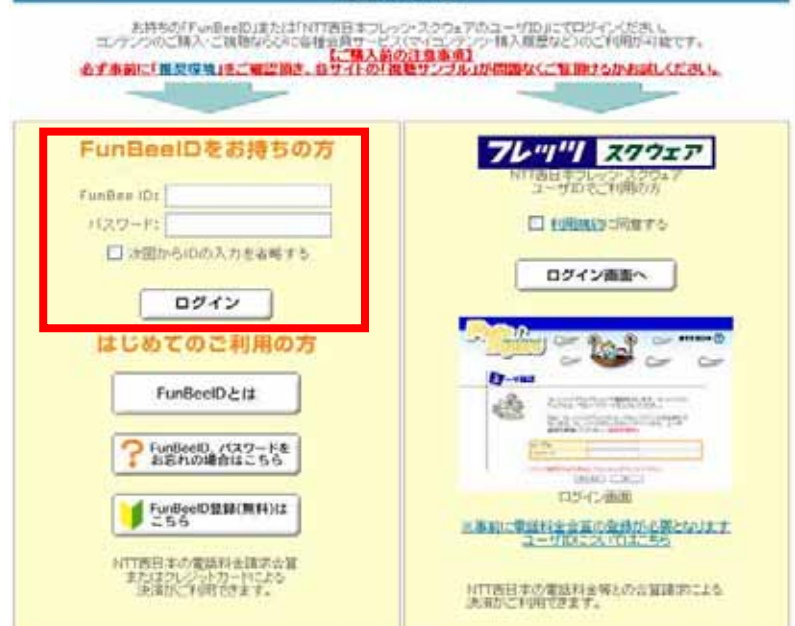 お持ちの「FunBeeID」または「NTT西日本フレッツ・スクウェアのユーザID」にてログインください。
コンテンツのご購入・ご視聴ならびに各種会員サービス(マイコンテンツ・購入履歴など)のご利用が可能です。
【ご購入前の注意事項】
必ず事前に「推奨環境」をご確認頂き、当サイトの「視聴サンプル」が問題なくご覧頂けるかお試しください。
FunBeeIDをお持ちの方
FunBee ID:
パスワード:
次回からIDの入力を省略する
ログイン
はじめてのご利用の方
FunBeeIDとは
FunBeeID、パスワードを
お忘れの場合はこちら
FunBeeID登録(無料)は
こちら
NTT西日本の電話料金請求合算
またはクレジットカードによる
決済がご利用できます。
フレッツ スクウェア
NTT西日本フレッツ・スクウェア
ユーザIDでご利用の方
利用規約に同意する
ログイン画面へ
ログイン画面
※事前に電話料金合算の登録が必要となります
ユーザIDについてはこちら
NTT西日本の電話料金等との合算請求による
決済がご利用できます。